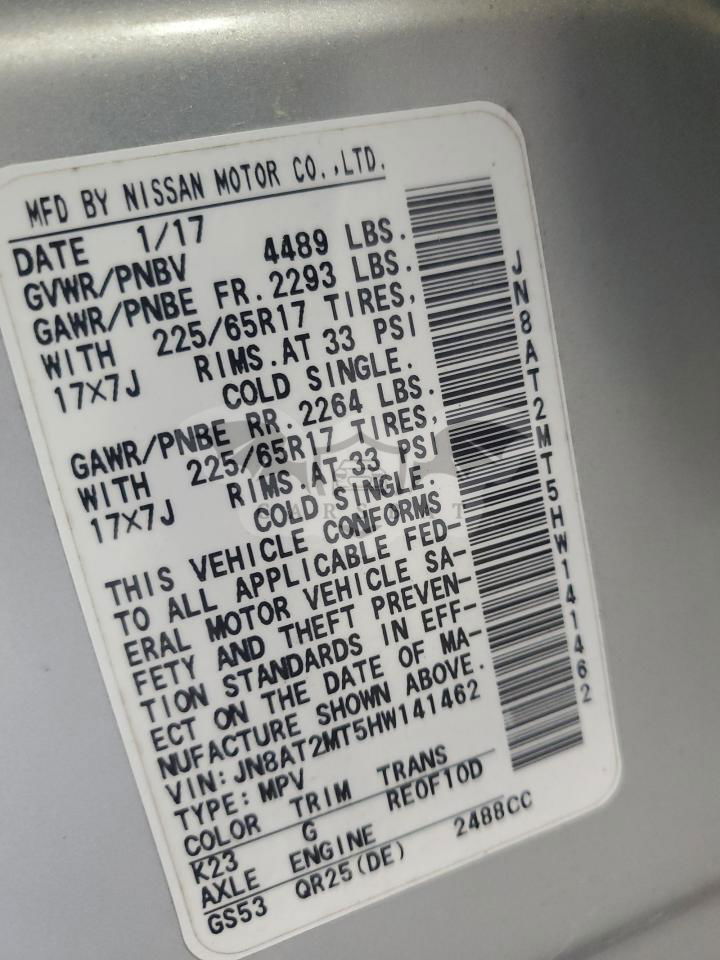 MFD BY NISSAN MOTOR CO.,LTD.
DATE 1/17
GVWR/PNBV 4489 LBS.
GAWR/PNBE FR.2293 LBS.
WITH 225/65R17 TIRES,
17X7J RIMS.AT 33 PSI
COLD SINGLE.
GAWR/PNBE RR.2264 LBS.
WITH 225/65R17 TIRES,
17X7J RIMS.AT 33 PSI
COLD SINGLE.
THIS VEHICLE CONFORMS
TO ALL APPLICABLE FED-
ERAL MOTOR VEHICLE SA-
FETY AND THEFT PREVEN-
TION STANDARDS IN EFF-
ECT ON THE DATE OF MA-
NUFACTURE SHOWN ABOVE.
VIN:JN8AT2MT5HW141462
TYPE:MPV
COLOR TRIM TRANS
K23 G RE0F10D
AXLE ENGINE
GS53 QR25(DE) 2488CC
JN8AT2MT5HW141462